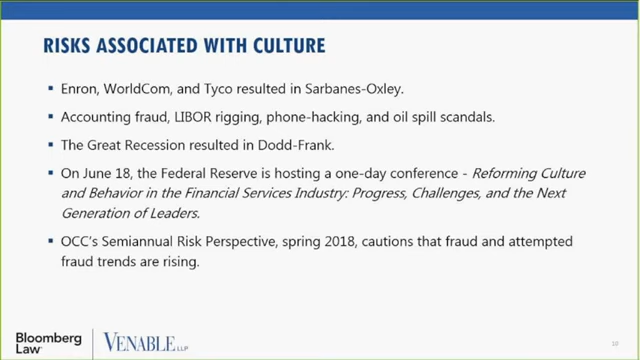 RISKS ASSOCIATED WITH CULTURE
▪ Enron, WorldCom, and Tyco resulted in Sarbanes-Oxley.
▪ Accounting fraud, LIBOR rigging, phone-hacking, and oil spill scandals.
▪ The Great Recession resulted in Dodd-Frank.
▪ On June 18, the Federal Reserve is hosting a one-day conference - Reforming Culture
and Behavior in the Financial Services Industry: Progress, Challenges, and the Next
Generation of Leaders.
▪ OCC's Semiannual Risk Perspective, spring 2018, cautions that fraud and attempted
fraud trends are rising.
Bloomberg
Law
VENABLE LLP
10